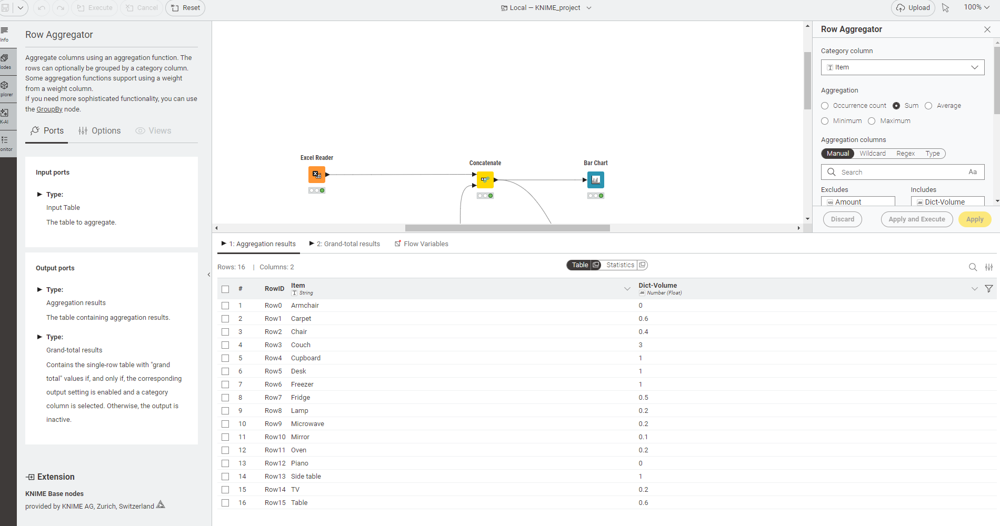 Execute
Cancel
Reset
Local — KNIME_project
Upload
100%
Info
Nodes
xplorer
K-AI
onitor
Row Aggregator
Aggregate columns using an aggregation function. The
rows can optionally be grouped by a category column.
Some aggregation functions support using a weight
from a weight column.
If you need more sophisticated functionality, you can use
the GroupBy node.
Ports
Options
Views
Input ports
Type:
Input Table
The table to aggregate.
Output ports
Type:
Aggregation results
The table containing aggregation results.
Type:
Grand-total results
Contains the single-row table with "grand
total" values if, and only if, the corresponding
output setting is enabled and a category
column is selected. Otherwise, the output is
inactive.
Extension
KNIME Base nodes
provided by KNIME AG, Zurich, Switzerland
Excel Reader
Concatenate
Bar Chart
Row Aggregator
Category column
Item
Aggregation
Occurrence count Sum Average
Minimum Maximum
Aggregation columns
Manual Wildcard Regex Type
Search Aa
Excludes Includes
Amount Dict-Volume
Discard Apply and Execute Apply
1: Aggregation results 2: Grand-total results Flow Variables
Rows: 16 | Columns: 2
Table Statistics
# RowID Item Dict-Volume
String Number (Float)
1 Row0 Armchair 0
2 Row1 Carpet 0.6
3 Row2 Chair 0.4
4 Row3 Couch 3
5 Row4 Cupboard 1
6 Row5 Desk 1
7 Row6 Freezer 1
8 Row7 Fridge 0.5
9 Row8 Lamp 0.2
10 Row9 Microwave 0.2
11 Row10 Mirror 0.1
12 Row11 Oven 0.2
13 Row12 Piano 0
14 Row13 Side table 1
15 Row14 TV 0.2
16 Row15 Table 0.6